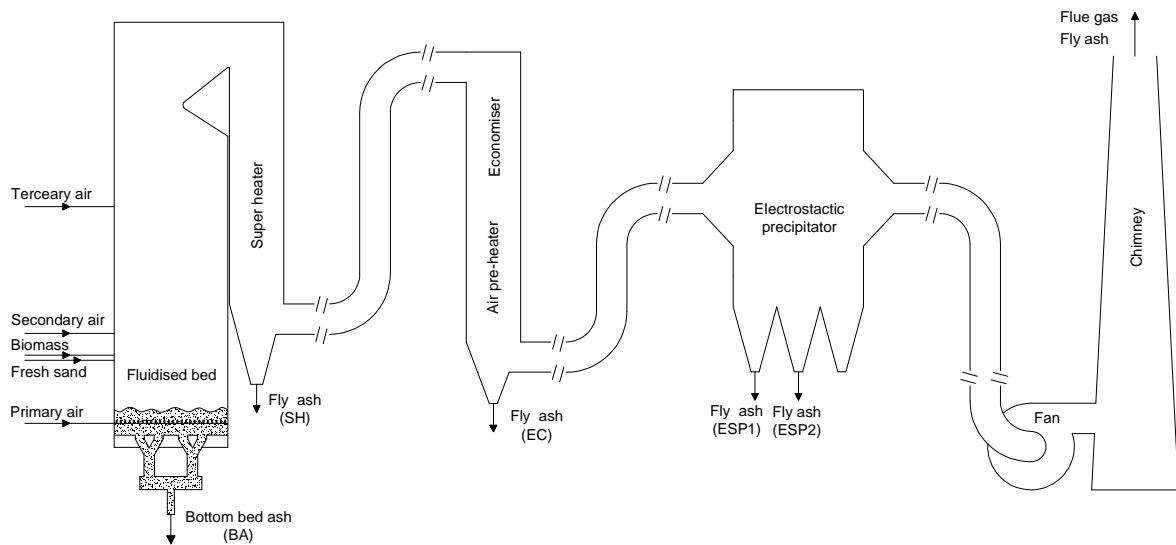 Flue gas
Fly ash
Terceary air
Secondary air
Biomass
Fresh sand
Primary air
Fluidised bed
Super heater
Economiser
Air pre-heater
Electrostactic
precipitator
Chimney
Fan
Fly ash
(SH)
Fly ash
(EC)
Fly ash
(ESP1)
Fly ash
(ESP2)
Bottom bed ash
(BA)